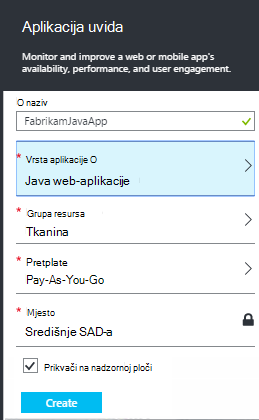 Aplikacija uvida
Monitor and improve a web or mobile app's
availability, performance, and user engagement.
O naziv
FabrikamJavaApp
* Vrsta aplikacije O
Java web-aplikacije
* Grupa resursa
Tkanina
* Pretplate
Pay-As-You-Go
* Mjesto
Središnje SAD-a
Prikvači na nadzornoj ploči
Create